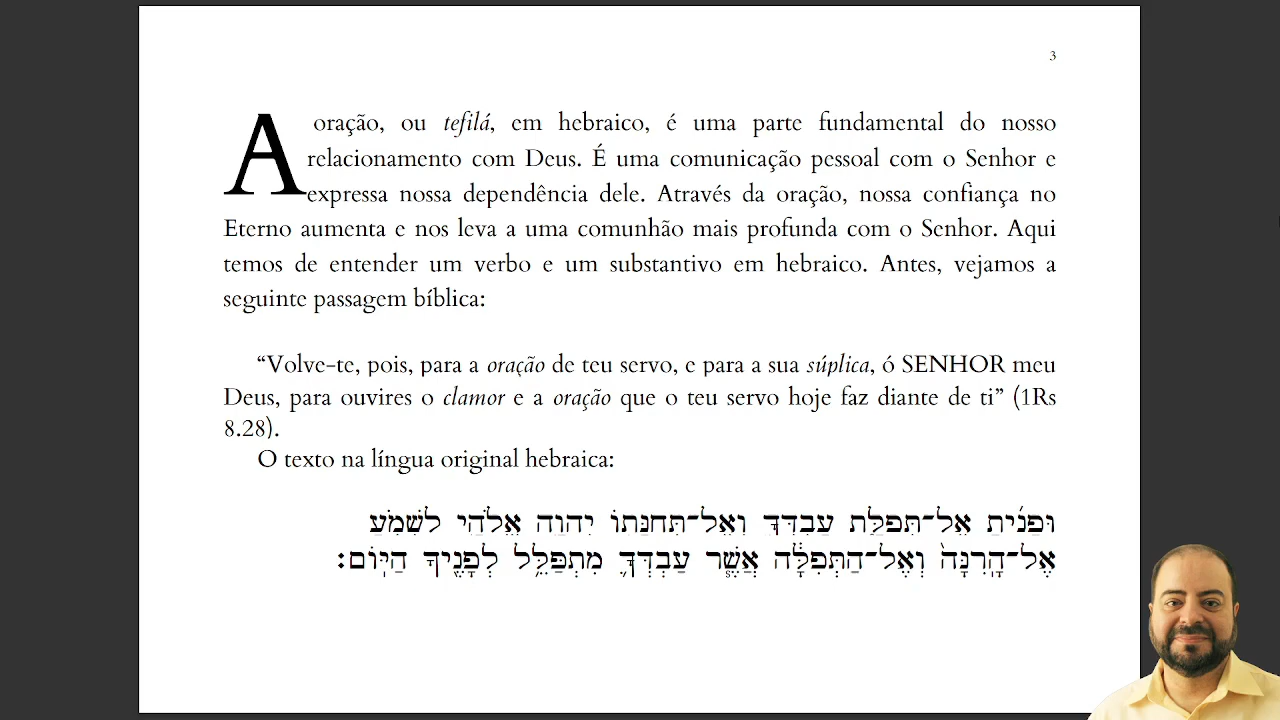 3
A oração, ou tefilá, em hebraico, é uma parte fundamental do nosso
relacionamento com Deus. É uma comunicação pessoal com o Senhor e
expressa nossa dependência dele. Através da oração, nossa confiança no
Eterno aumenta e nos leva a uma comunhão mais profunda com o Senhor. Aqui
temos de entender um verbo e um substantivo em hebraico. Antes, vejamos a
seguinte passagem bíblica:
“Volve-te, pois, para a oração de teu servo, e para a sua súplica, ó SENHOR meu
Deus, para ouvires o clamor e a oração que o teu servo hoje faz diante de ti” (1Rs
8.28).
O texto na língua original hebraica:
וּפָנִ֜יתָ אֶל־תְּפִלַּ֧ת עַבְדְּךָ֛ וְאֶל־תְּחִנָּת֖וֹ יְהוָ֣ה אֱלֹהָ֑י לִשְׁמֹ֤עַ
אֶל־הָֽרִנָּה֙ וְאֶל־הַתְּפִלָּ֔ה אֲשֶׁ֧ר עַבְדְּךָ֛ מִתְפַּלֵּ֥ל לְפָנֶ֖יךָ הַיּֽוֹם׃